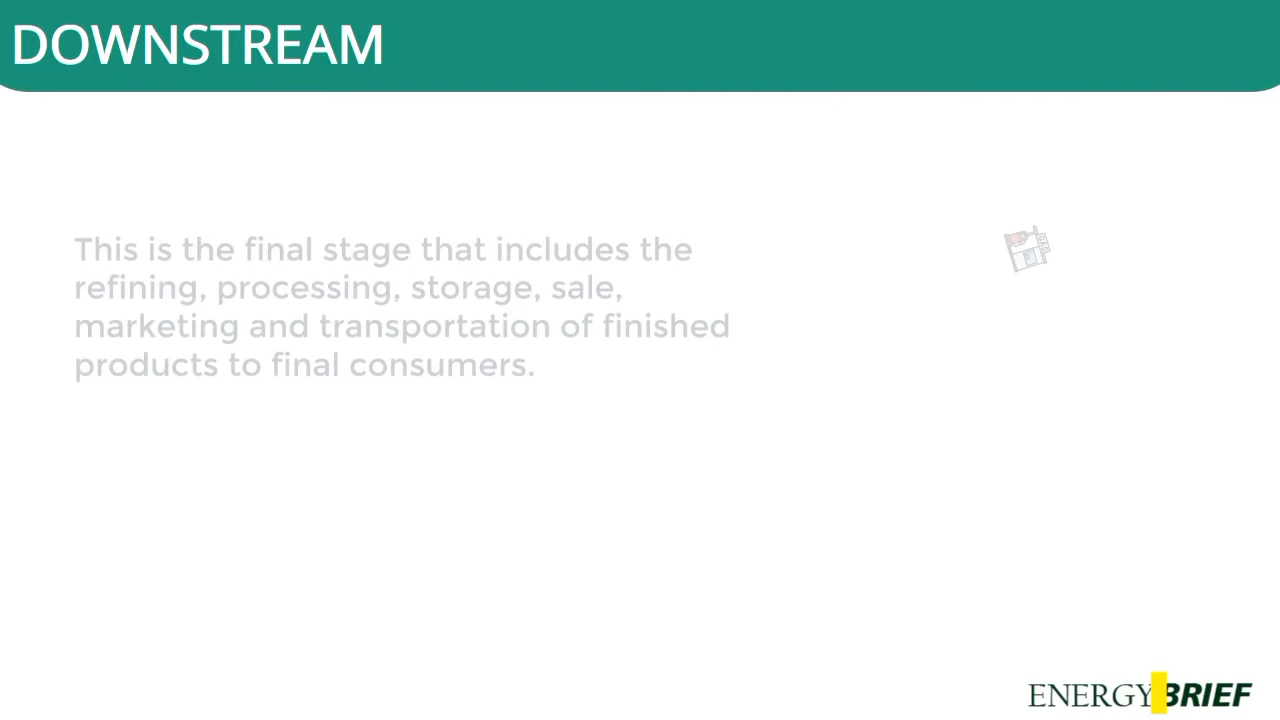 DOWNSTREAM
This is the final stage that includes the
refining, processing, storage, sale,
marketing and transportation of finished
products to final consumers.
GAS
ENERGY BRIEF